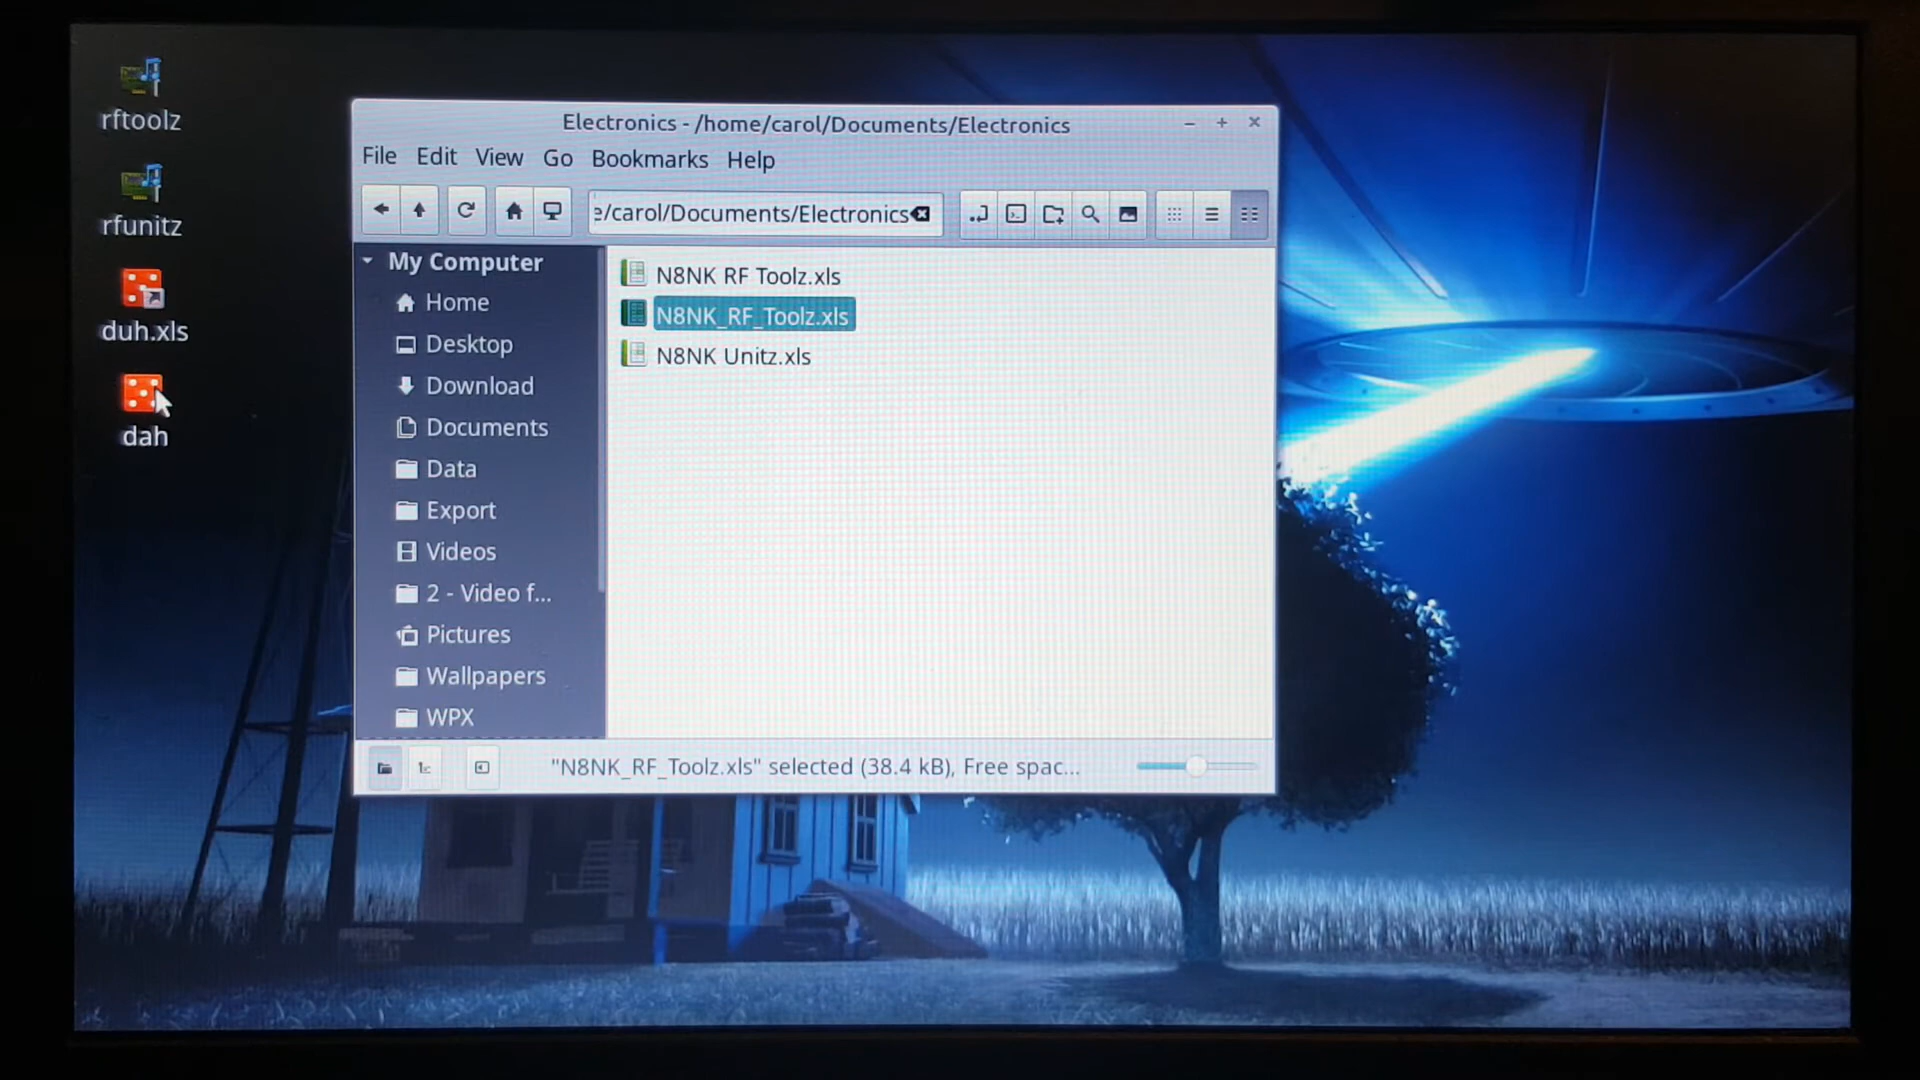 rftoolz
rfunitz
duh.xls
dah
Electronics - /home/carol/Documents/Electronics
File Edit View Go Bookmarks Help
e/carol/Documents/Electronics
My Computer
Home
Desktop
Download
Documents
Data
Export
Videos
2 - Video f...
Pictures
Wallpapers
WPX
N8NK RF Toolz.xls
N8NK_RF_Toolz.xls
N8NK Unitz.xls
"N8NK_RF_Toolz.xls" selected (38.4 kB), Free spac...